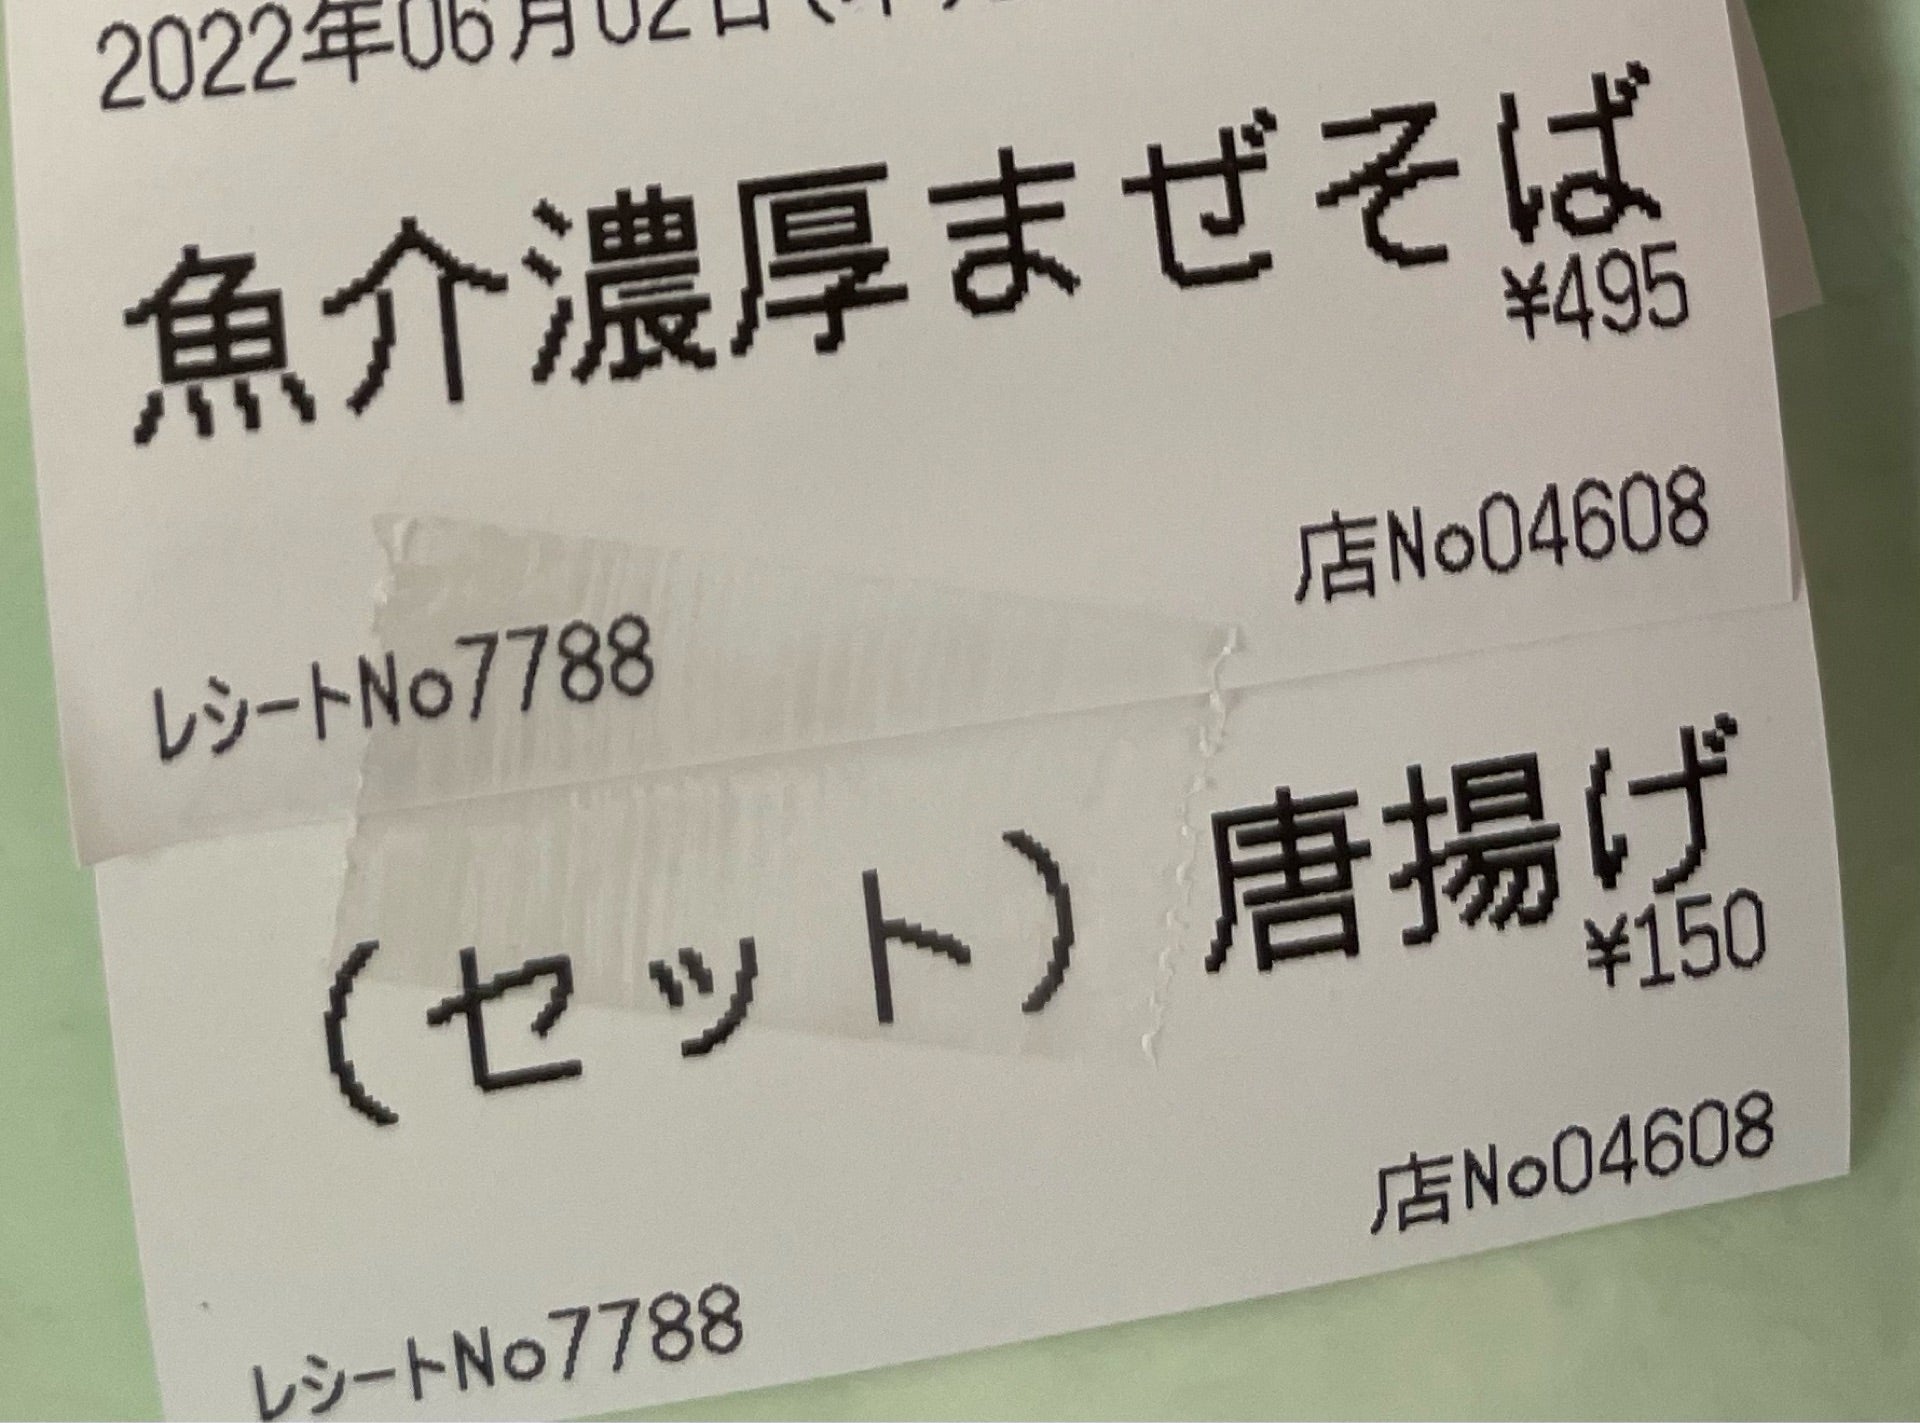 2022年06月02日(木)
魚介濃厚まぜそば
¥495
店No04608
レシートNo7788
(セット)唐揚げ
¥150
店No04608
レシートNo7788